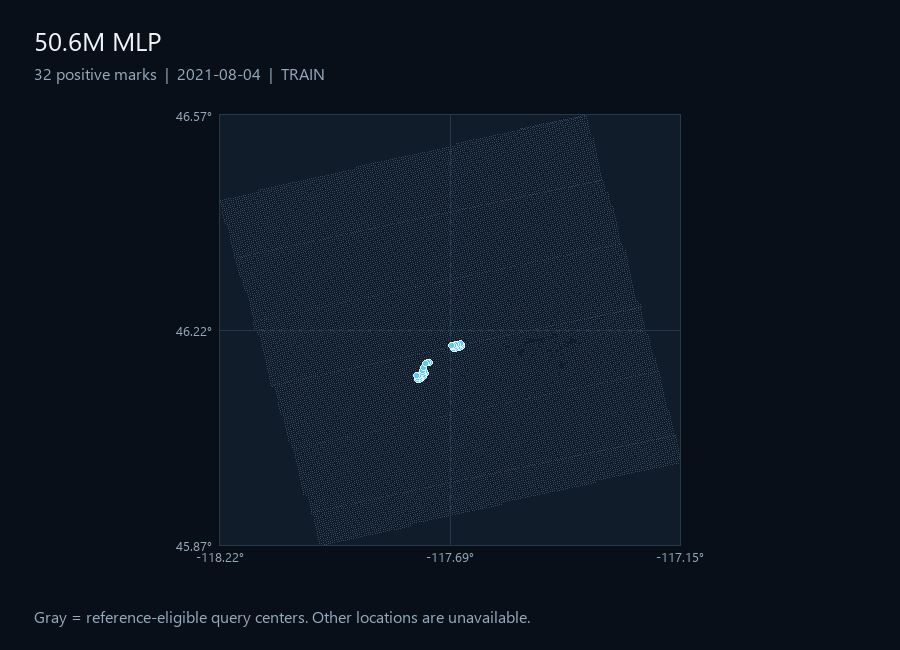 50.6M MLP
32 positive marks | 2021-08-04 | TRAIN
46.57°
46.22°
45.87°
-118.22° -117.69° -117.15°
Gray = reference-eligible query centers. Other locations are unavailable.